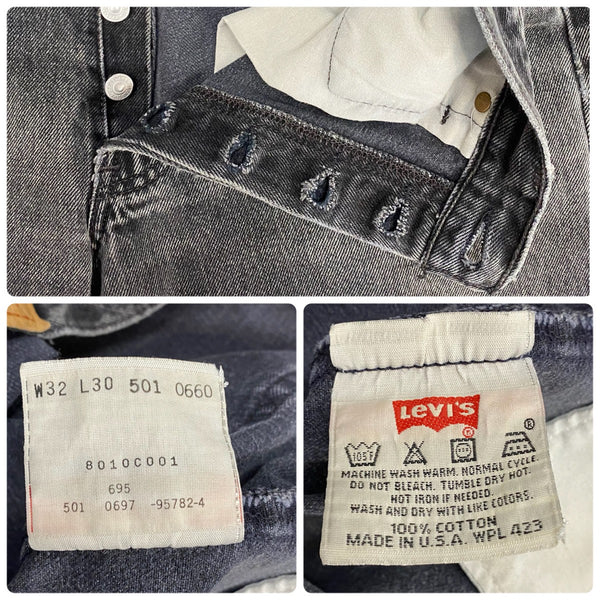 W32 L30 501 0660
8010C001
695
501 0697 -95782-4
Levi's
®
®
105F
MACHINE WASH WARM. NORMAL CYCLE.
DO NOT BLEACH. TUMBLE DRY HOT.
HOT IRON IF NEEDED.
WASH AND DRY WITH LIKE COLORS.
100% COTTON
MADE IN U.S.A. WPL 423